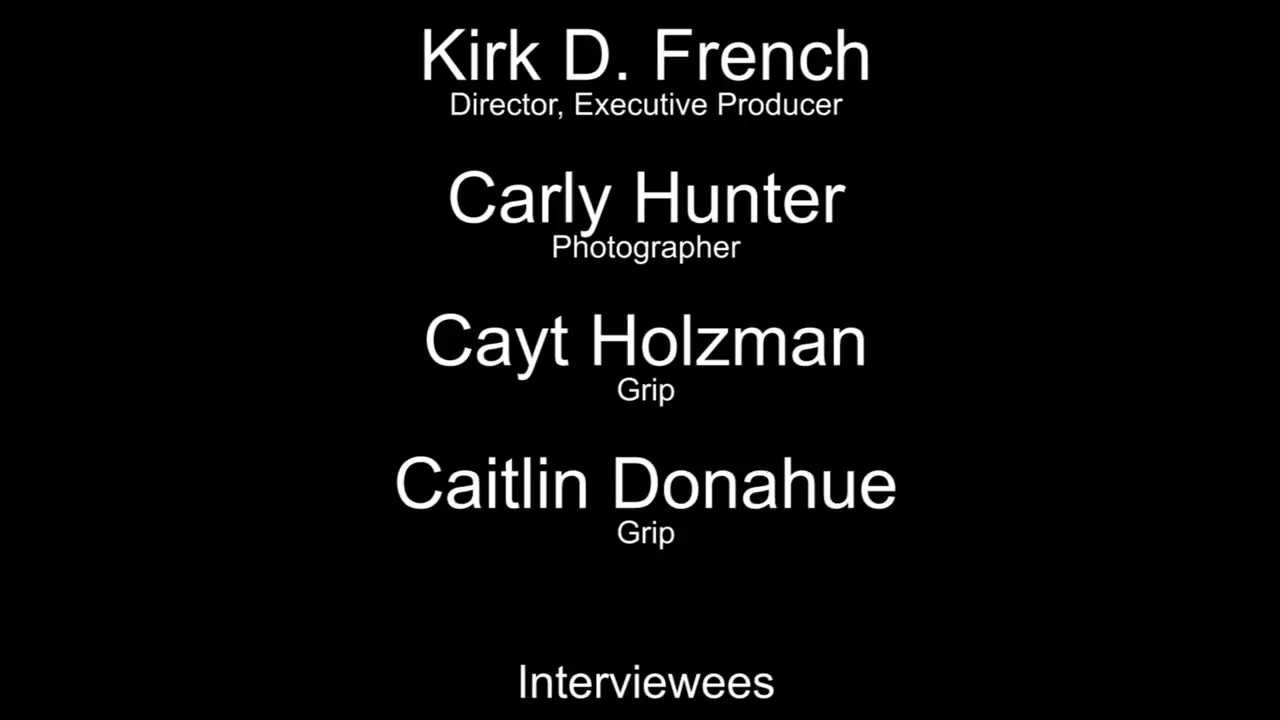 Kirk D. French
Director, Executive Producer
Carly Hunter
Photographer
Cayt Holzman
Grip
Caitlin Donahue
Grip
Interviewees